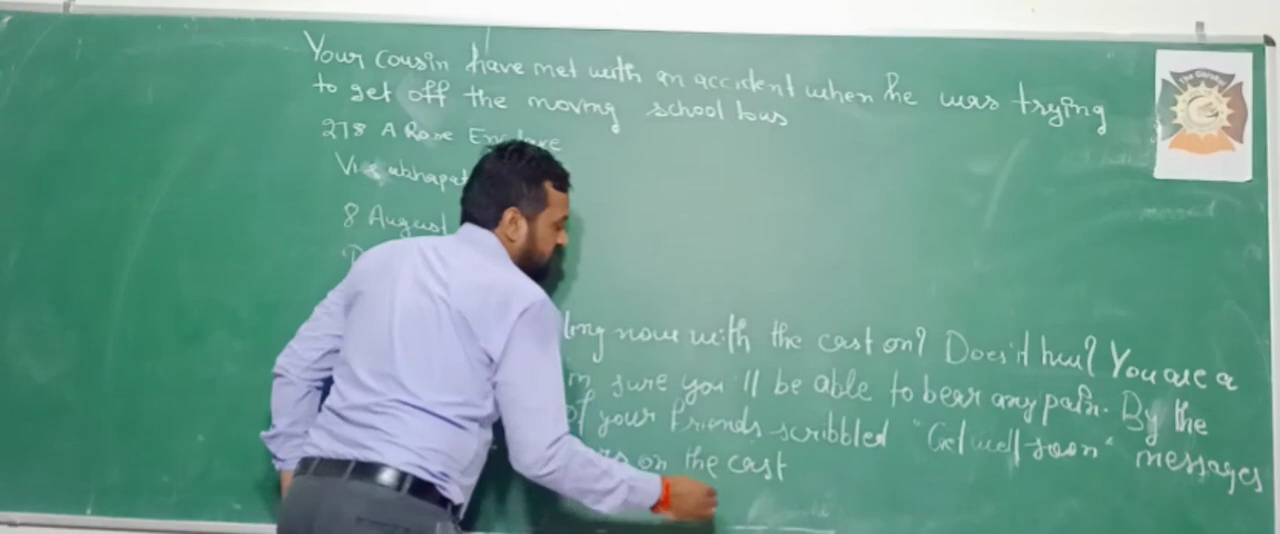 Your cousin have met with an accident when he was trying
to get off the moving school bus
The Gurukul
278 A Rose Enclave
8 August
now with the cast on? Does it hurt? You are a
sure you'll be able to bear any pain. By the
of your friends scribbled "Get well soon" messages
on the cast